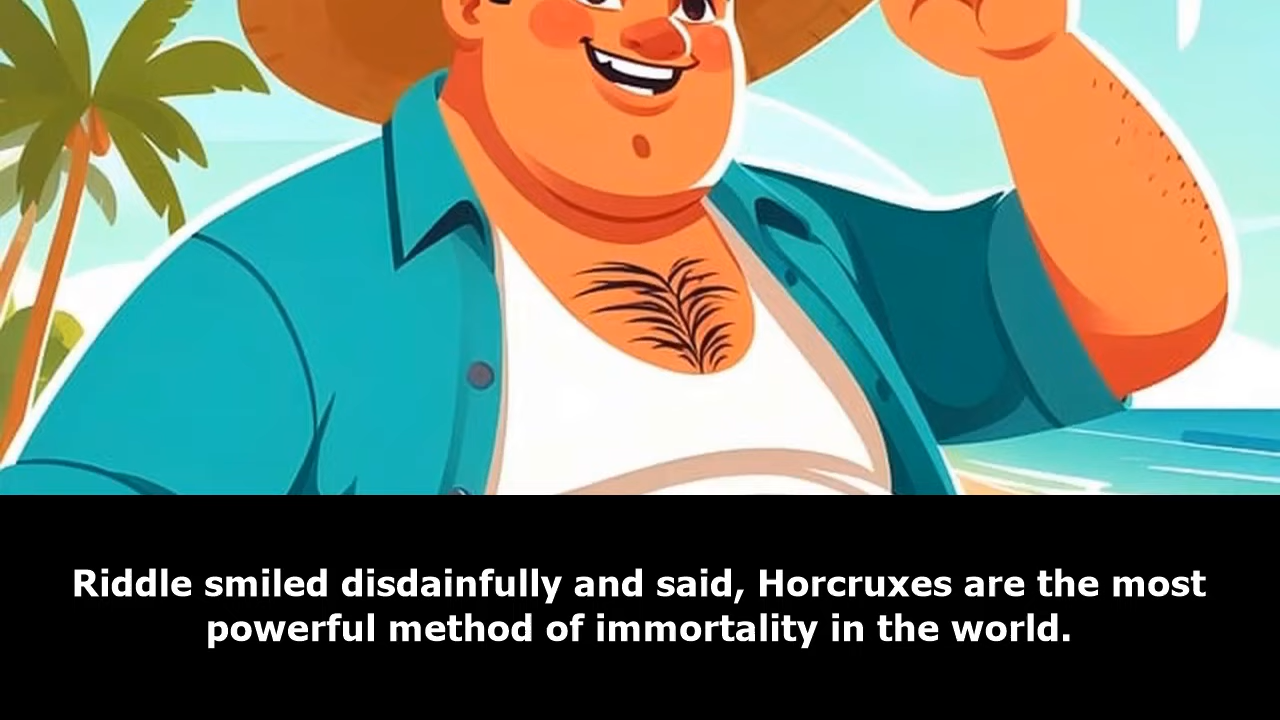 Riddle smiled disdainfully and said, Horcruxes are the most
powerful method of immortality in the world.